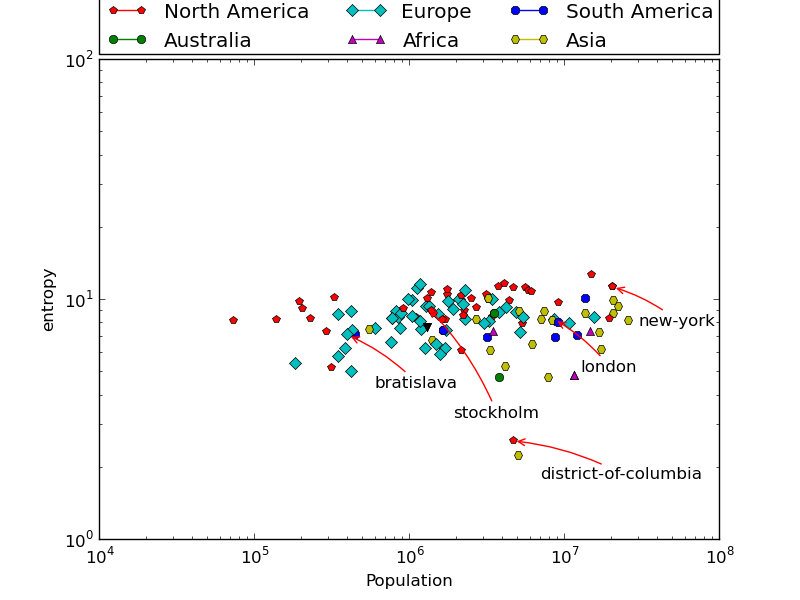 North America Europe South America
Australia Africa Asia
10^2
new-york
10^1
london
bratislava
stockholm
district-of-columbia
10^0
10^4 10^5 10^6 10^7 10^8
Population
entropy